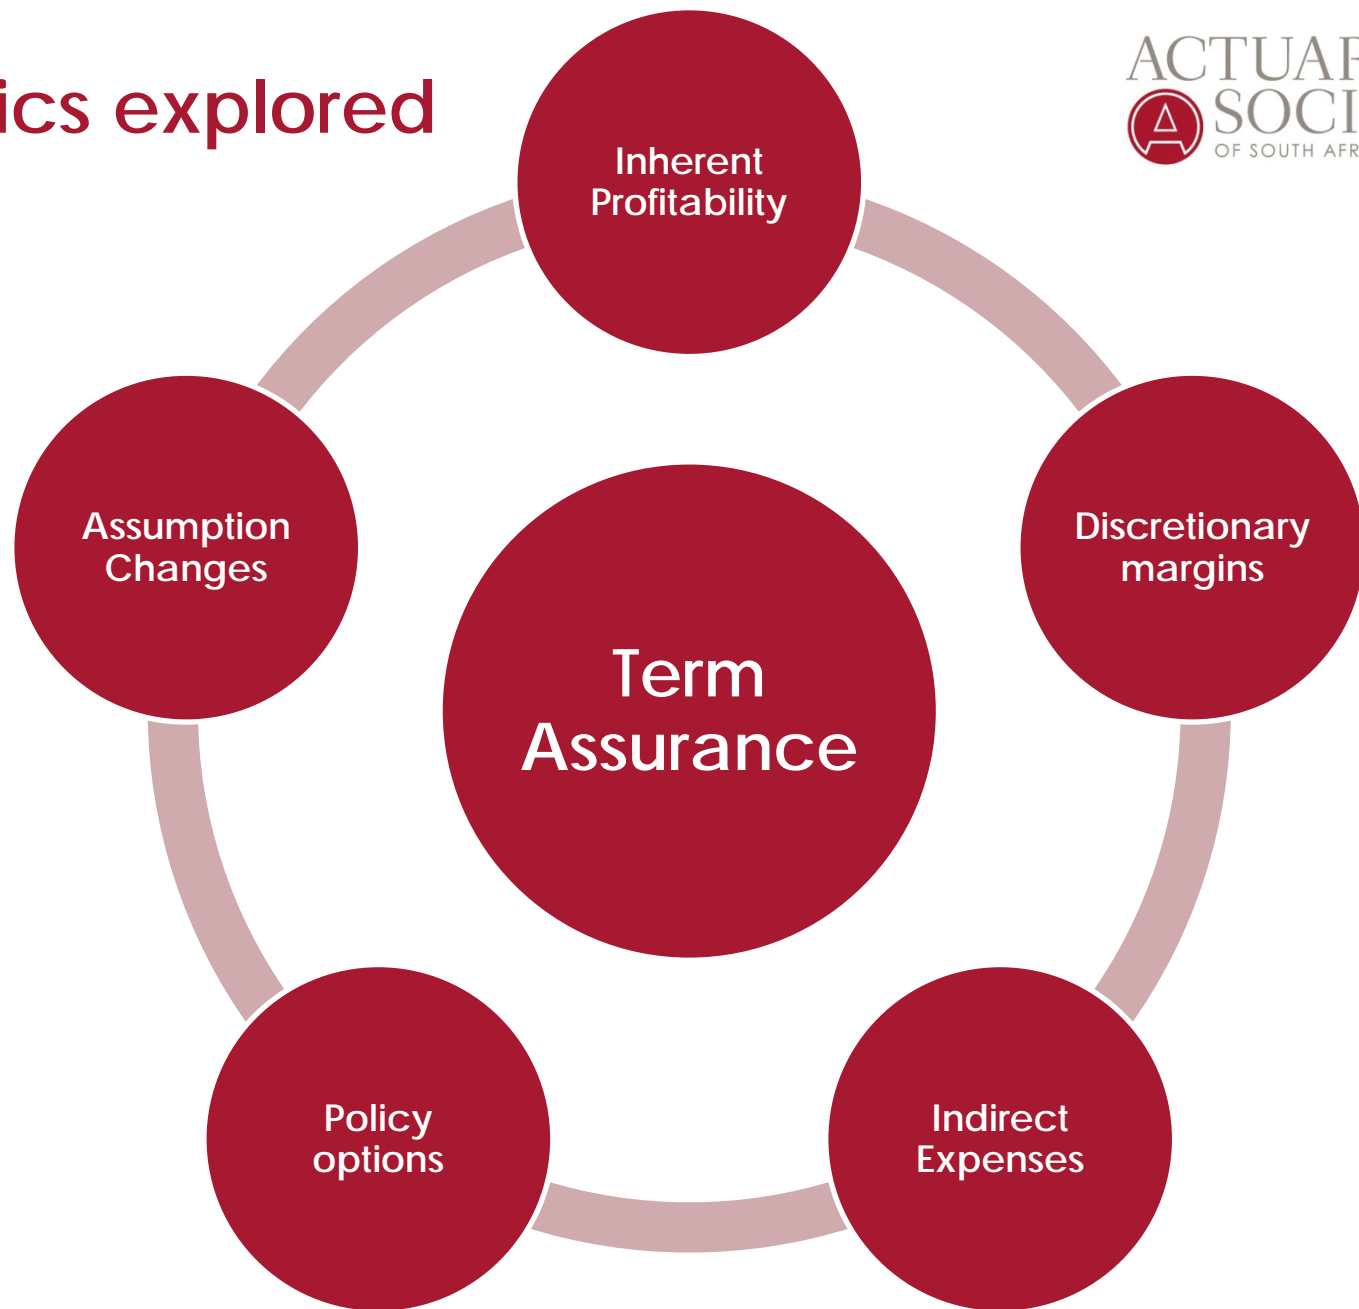 ics explored
ACTUAR
SOCI
OF SOUTH AFR
Inherent
Profitability
Assumption
Changes
Discretionary
margins
Term
Assurance
Policy
options
Indirect
Expenses